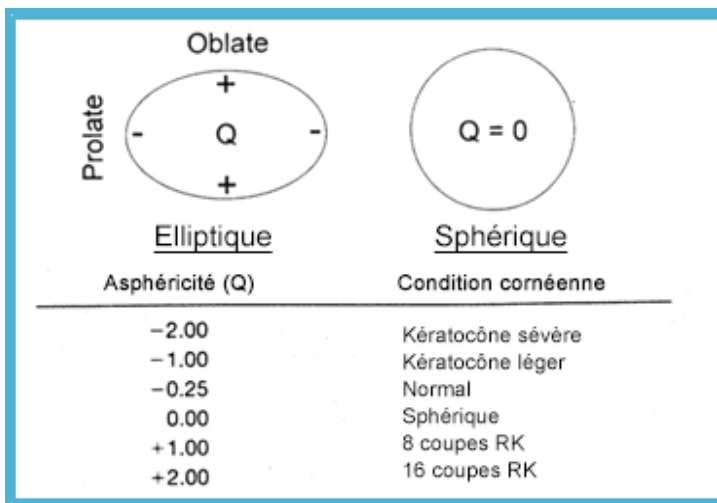 Oblate
Prolate
+
- Q -
+
Q = 0
Elliptique Sphérique
Asphéricité (Q) Condition cornéenne
−2.00 Kératocône sévère
−1.00 Kératocône léger
−0.25 Normal
0.00 Sphérique
+1.00 8 coupes RK
+2.00 16 coupes RK